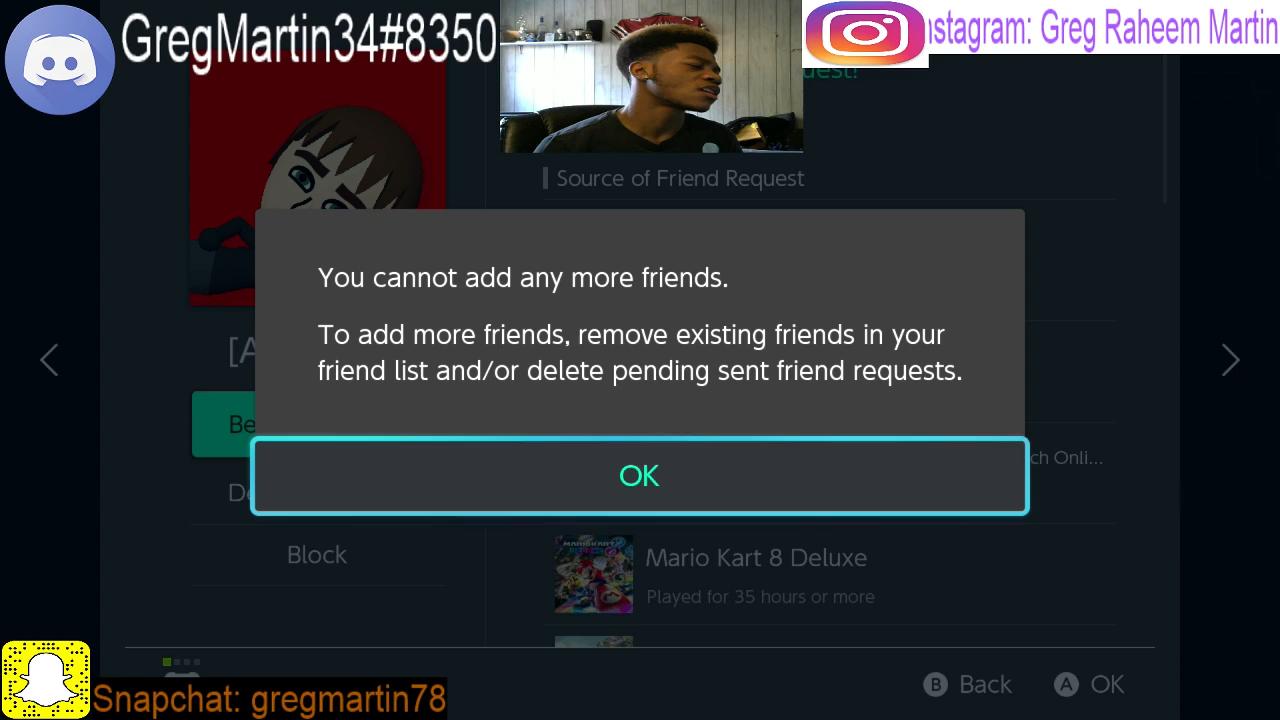 GregMartin34#8350
nstagram: Greg Raheem Martin
uest!
Source of Friend Request
You cannot add any more friends.
To add more friends, remove existing friends in your
friend list and/or delete pending sent friend requests.
[A
Be
OK
ch Onli...
De
Block
Mario Kart 8 Deluxe
Played for 35 hours or more
B Back A OK
Snapchat: gregmartin78